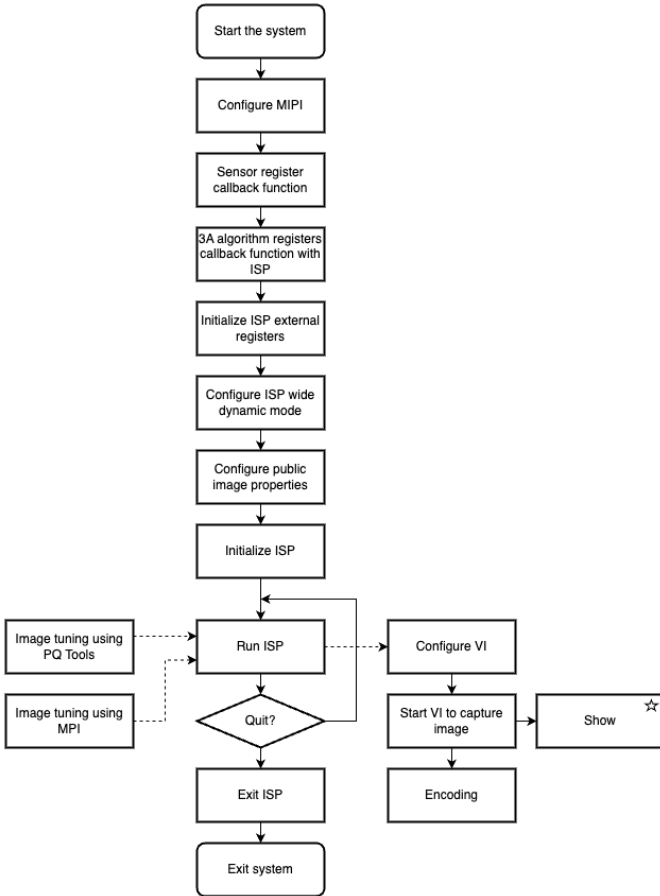 Start the system
Configure MIPI
Sensor register
callback function
3A algorithm registers
callback function with
ISP
Initialize ISP external
registers
Configure ISP wide
dynamic mode
Configure public
image properties
Initialize ISP
Image tuning using
PQ Tools
Run ISP
Configure VI
Image tuning using
MPI
Quit?
Start VI to capture
image
Show
Exit ISP
Encoding
Exit system